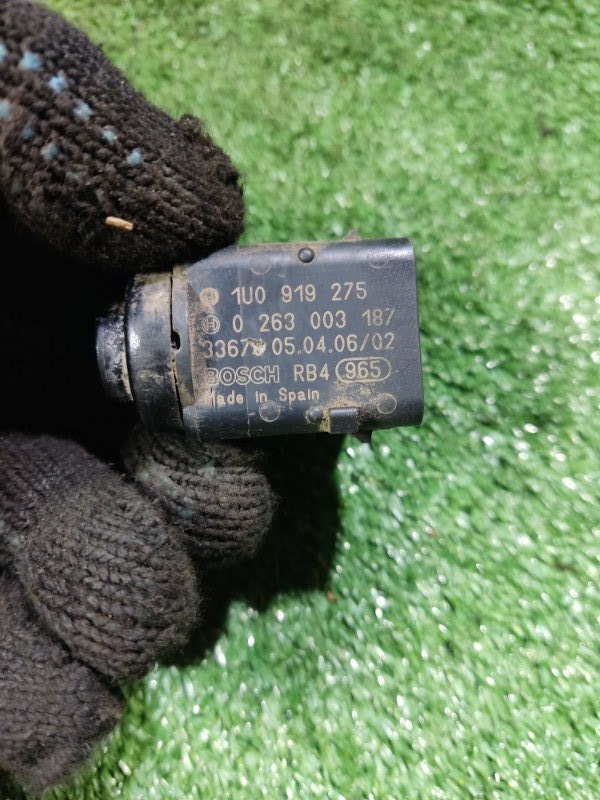 1U0 919 275
0 263 003 187
05.04.06/02
BOSCH RB4 965
Made in Spain